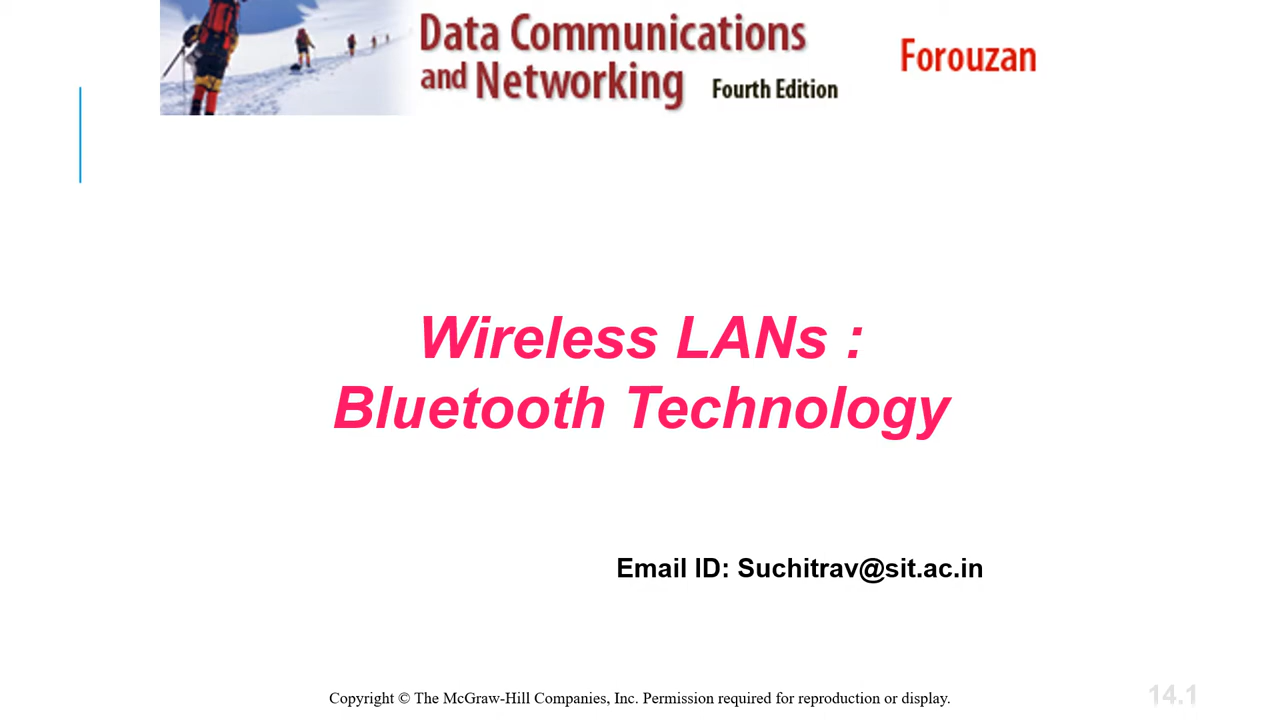 Data Communications
and Networking Fourth Edition
Forouzan
Wireless LANs :
Bluetooth Technology
Email ID: Suchitrav@sit.ac.in
Copyright © The McGraw-Hill Companies, Inc. Permission required for reproduction or display.
14.1